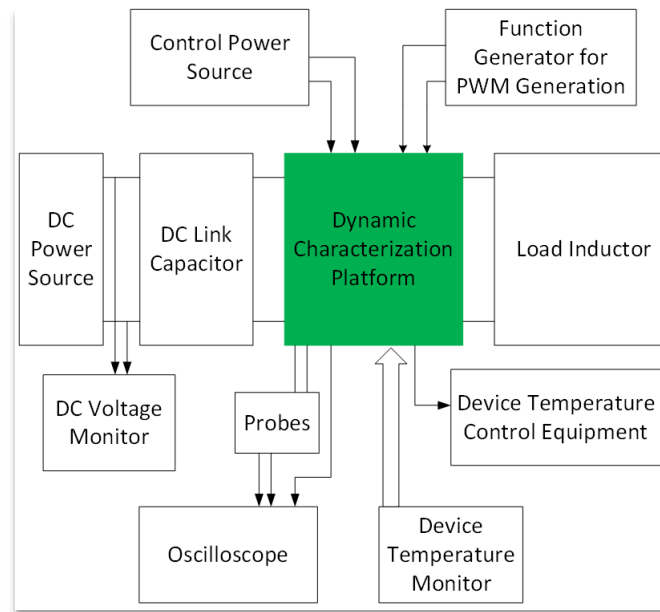 Control Power
Source
Function
Generator for
PWM Generation
DC
Power
Source
DC Link
Capacitor
Dynamic
Characterization
Platform
Load Inductor
DC Voltage
Monitor
Probes
Device Temperature
Control Equipment
Oscilloscope
Device
Temperature
Monitor